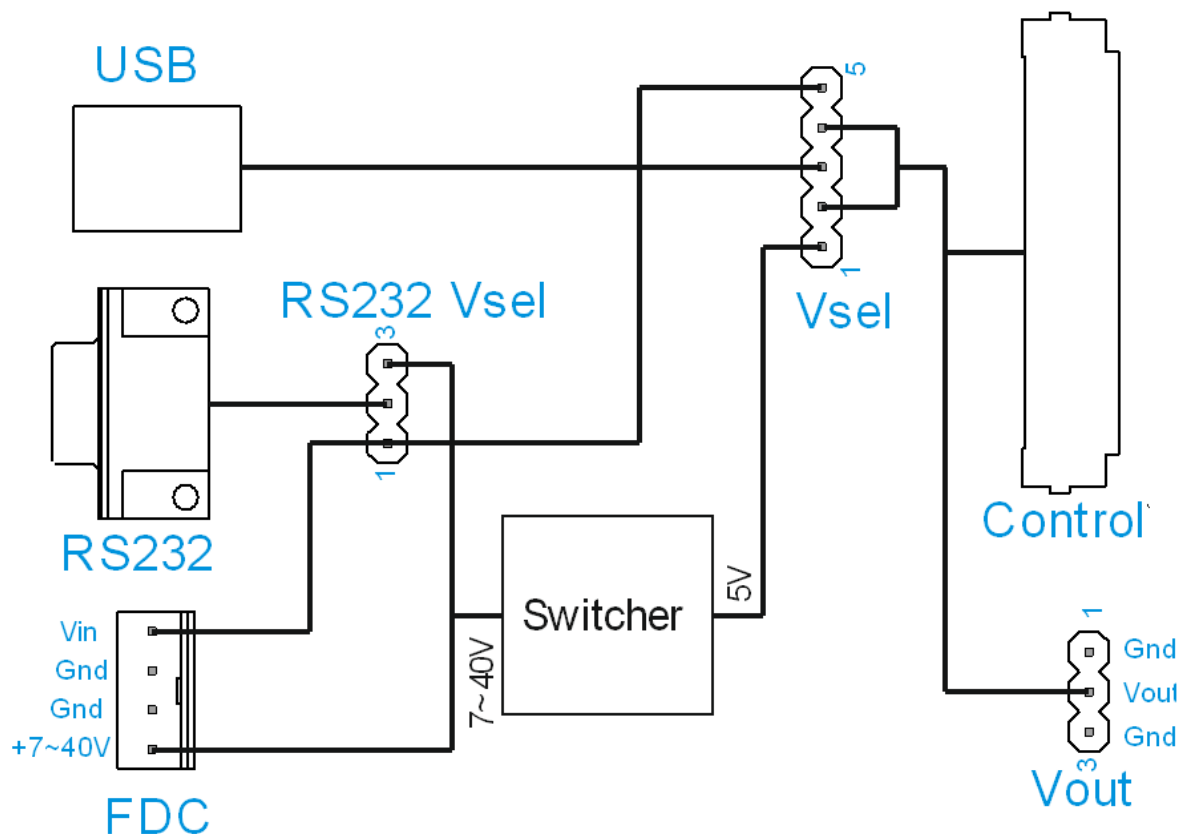 USB
5
1
Vsel
RS232 Vsel
3
1
RS232
Control
Switcher
5V
7~40V
Vin
Gnd
Gnd
+7~40V
FDC
1
Gnd
Vout
Gnd
3
Vout